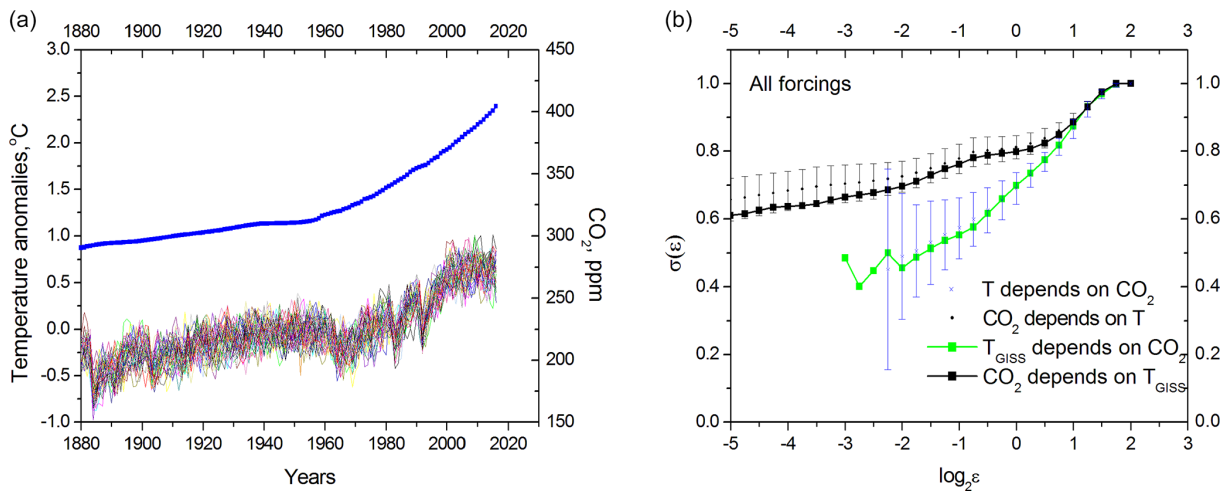 (a)
1880 1900 1920 1940 1960 1980 2000 2020
3.0
2.5
2.0
1.5
1.0
0.5
0.0
-0.5
-1.0
Temperature anomalies,°C
450
400
350
300
250
200
150
CO₂, ppm
1880 1900 1920 1940 1960 1980 2000 2020
Years
(b)
-5 -4 -3 -2 -1 0 1 2 3
All forcings
1.0
0.8
0.6
0.4
0.2
0.0
σ(ε)
1.0
0.8
0.6
0.4
0.2
0.0
T depends on CO₂
CO₂ depends on T
T_GISS depends on CO₂
CO₂ depends on T_GISS
-5 -4 -3 -2 -1 0 1 2 3
log₂ε